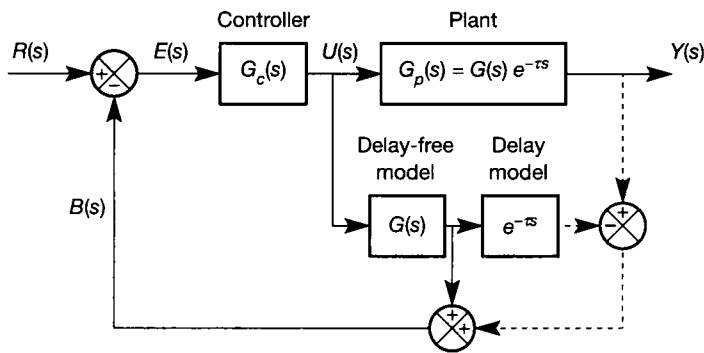 Controller
Plant
R(s)
E(s)
U(s)
Y(s)
+
−
G_c(s)
G_p(s) = G(s) e^{-τs}
Delay-free
model
Delay
model
B(s)
G(s)
e^{-τs}
+
−
+
+